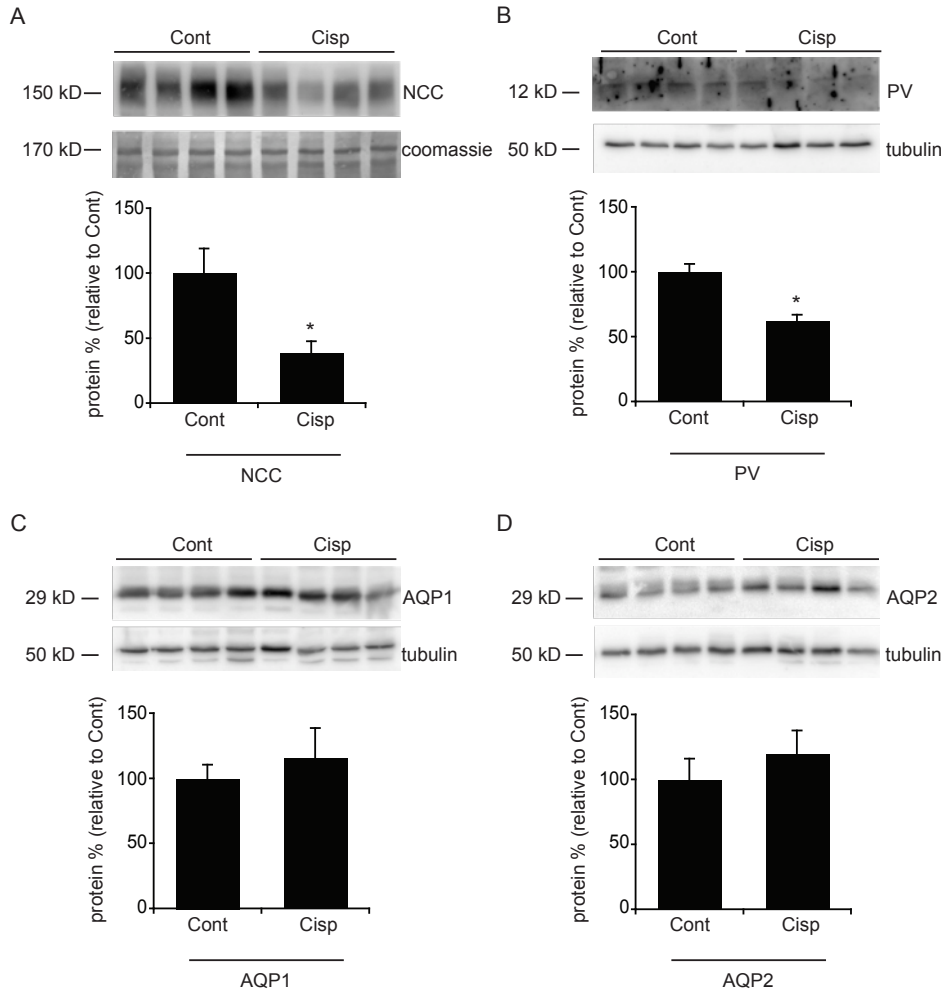 A
Cont Cisp
150 kD NCC
170 kD coomassie
protein % (relative to Cont)
150
100
50
0
*
Cont Cisp
NCC
B
Cont Cisp
12 kD PV
50 kD tubulin
protein % (relative to Cont)
150
100
50
0
*
Cont Cisp
PV
C
Cont Cisp
29 kD AQP1
50 kD tubulin
protein % (relative to Cont)
150
100
50
0
Cont Cisp
AQP1
D
Cont Cisp
29 kD AQP2
50 kD tubulin
protein % (relative to Cont)
150
100
50
0
Cont Cisp
AQP2